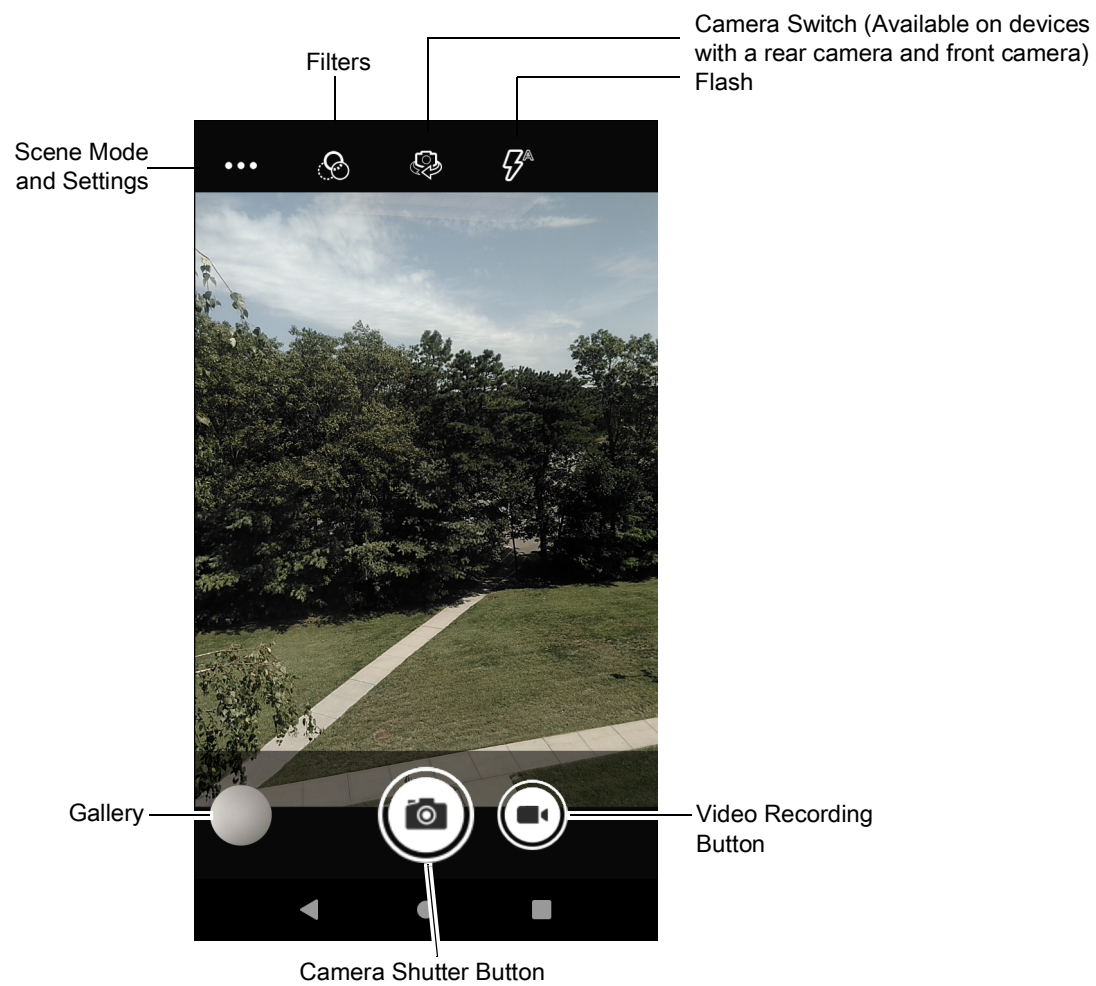 Camera Switch (Available on devices
with a rear camera and front camera)
Flash
Filters
Scene Mode
and Settings
A
Gallery
Video Recording
Button
Camera Shutter Button